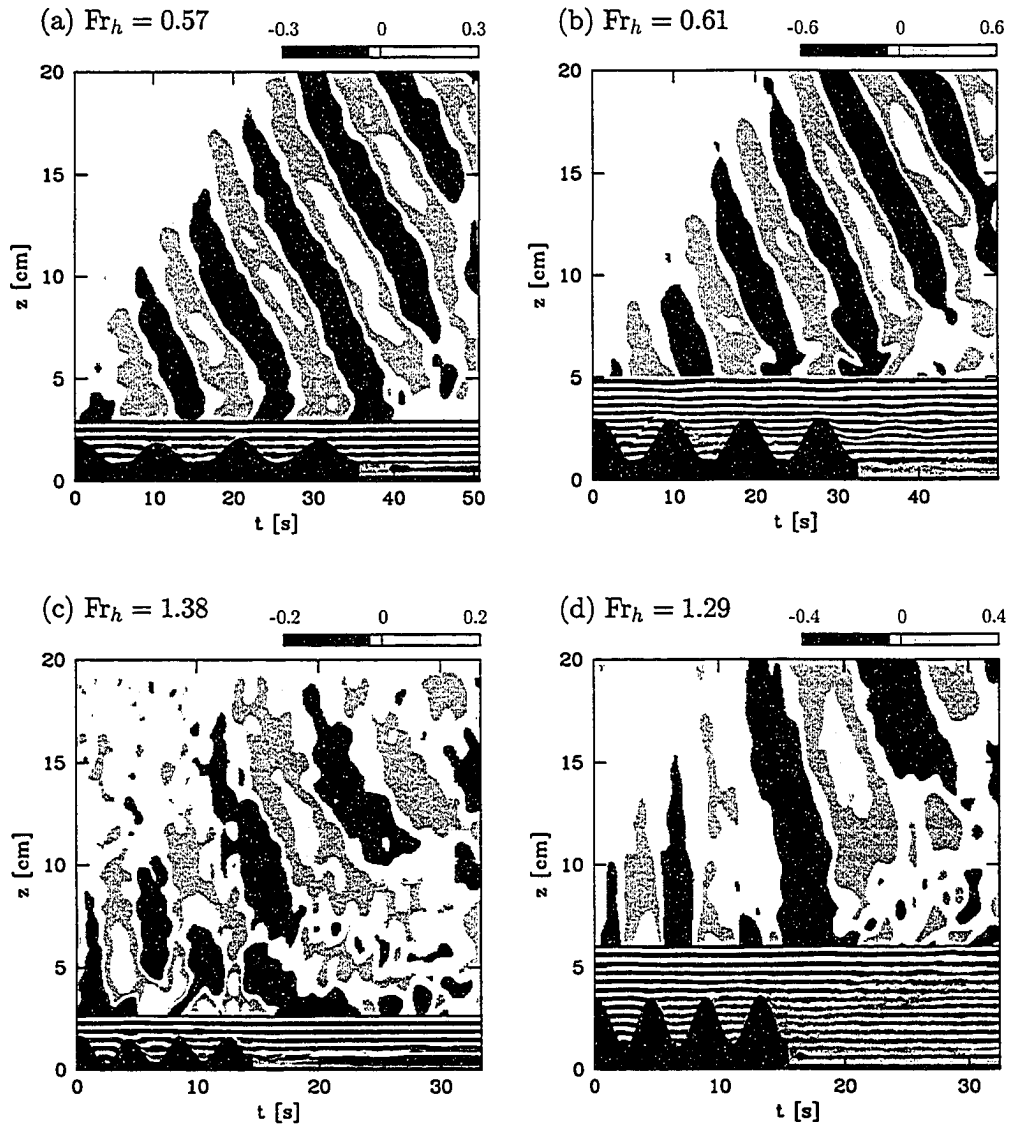 (a) Fr_h = 0.57
-0.3 0 0.3
20
15
10
5
0
z [cm]
0 10 20 30 40 50
t [s]
(b) Fr_h = 0.61
-0.6 0 0.6
20
15
10
5
0
z [cm]
0 10 20 30 40
t [s]
(c) Fr_h = 1.38
-0.2 0 0.2
20
15
10
5
0
z [cm]
0 10 20 30
t [s]
(d) Fr_h = 1.29
-0.4 0 0.4
20
15
10
5
0
z [cm]
0 10 20 30
t [s]